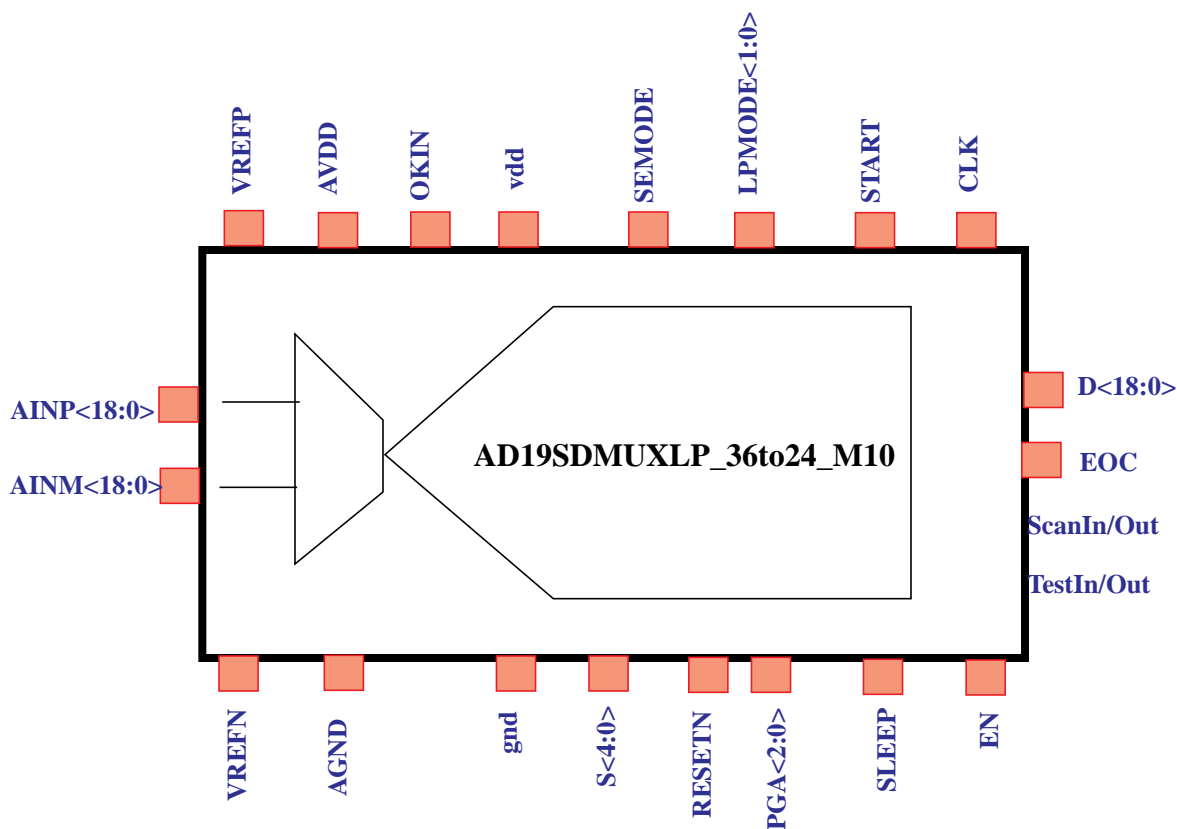 VREFP
AVDD
OKIN
vdd
SEMODE
LPMODE<1:0>
START
CLK
AINP<18:0>
AINM<18:0>
AD19SDMUXLP_36to24_M10
D<18:0>
EOC
ScanIn/Out
TestIn/Out
VREFN
AGND
gnd
S<4:0>
RESETN
PGA<2:0>
SLEEP
EN